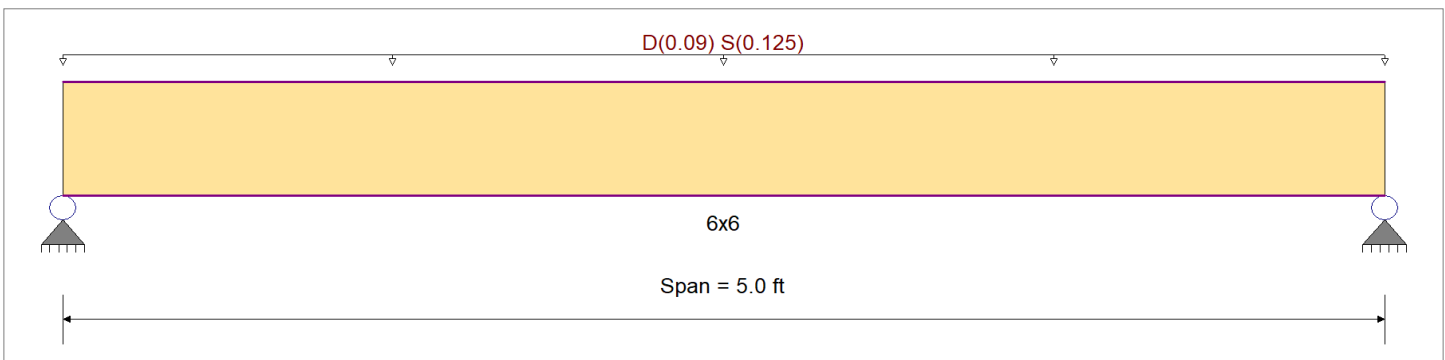 D(0.09) S(0.125)
6x6
Span = 5.0 ft